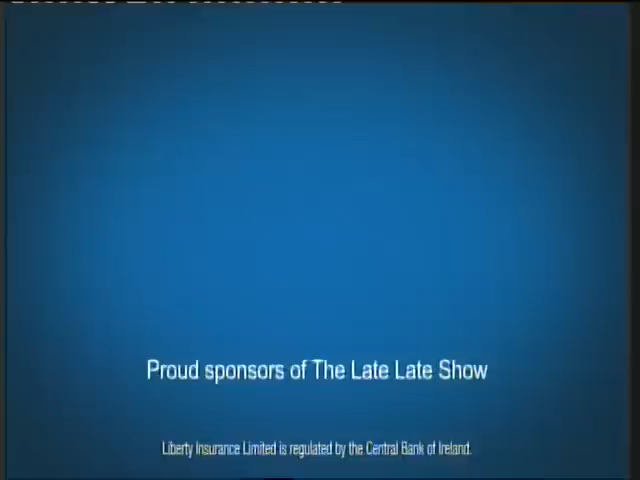 Proud sponsors of The Late Late Show
Liberty Insurance Limited is regulated by the Central Bank of Ireland.